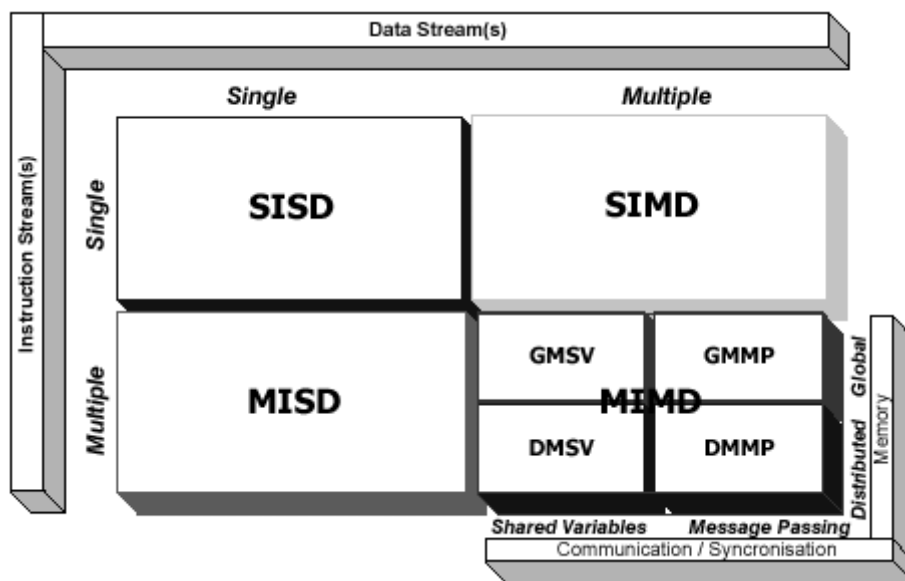 Data Stream(s)
Instruction Stream(s)
Single
Multiple
Single
SISD
SIMD
Multiple
MISD
MIMD
GMSV
GMMP
DMSV
DMMP
Global
Distributed
Memory
Shared Variables
Message Passing
Communication / Syncronisation